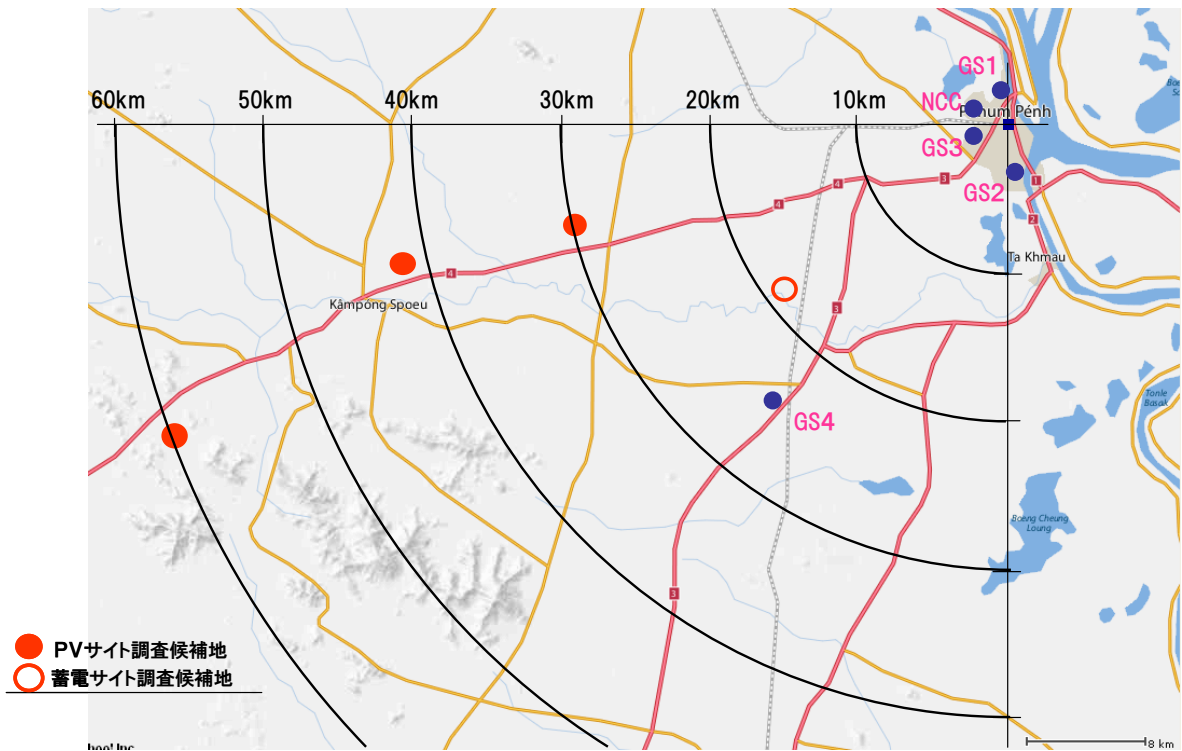 GS1
60km 50km 40km 30km 20km 10km
NCC
Phnum Pénh
GS3
3
4
4
1
GS2
2
Ta Khmau
4
Kâmpóng Spoeu
3
GS4
Tonle
Basak
Boeng Cheung
Loung
3
PVサイト調査候補地
蓄電サイト調査候補地
8 km